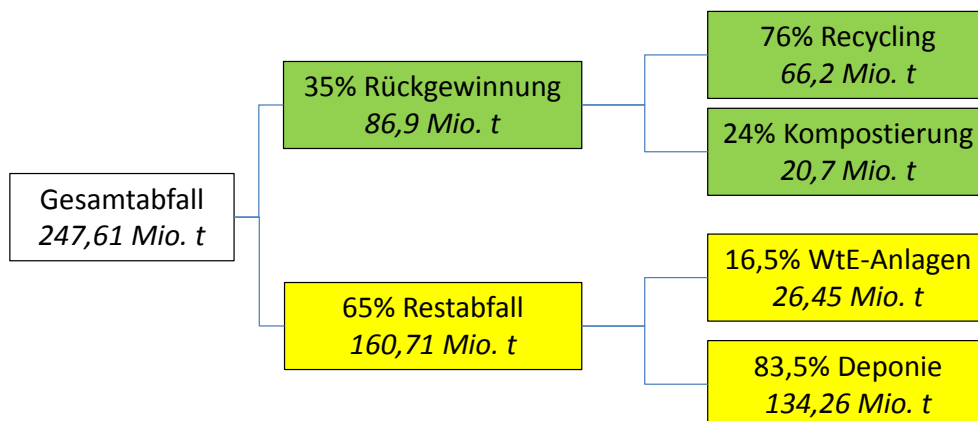 Gesamtabfall
247,61 Mio. t
35% Rückgewinnung
86,9 Mio. t
76% Recycling
66,2 Mio. t
24% Kompostierung
20,7 Mio. t
65% Restabfall
160,71 Mio. t
16,5% WtE-Anlagen
26,45 Mio. t
83,5% Deponie
134,26 Mio. t